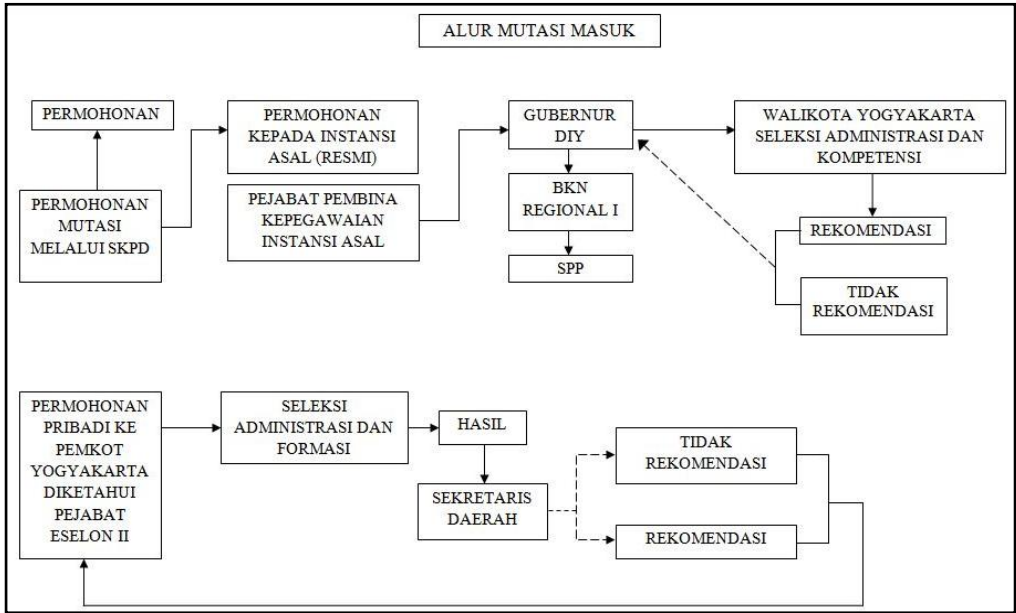 ALUR MUTASI MASUK
PERMOHONAN
PERMOHONAN
MUTASI
MELALUI SKPD
PERMOHONAN
KEPADA INSTANSI
ASAL (RESMI)
PEJABAT PEMBINA
KEPEGAWAIAN
INSTANSI ASAL
GUBERNUR
DIY
BKN
REGIONAL I
SPP
WALIKOTA YOGYAKARTA
SELEKSI ADMINISTRASI DAN
KOMPETENSI
REKOMENDASI
TIDAK
REKOMENDASI
PERMOHONAN
PRIBADI KE
PEMKOT
YOGYAKARTA
DIKETAHUI
PEJABAT
ESELON II
SELEKSI
ADMINISTRASI DAN
FORMASI
HASIL
SEKRETARIS
DAERAH
TIDAK
REKOMENDASI
REKOMENDASI